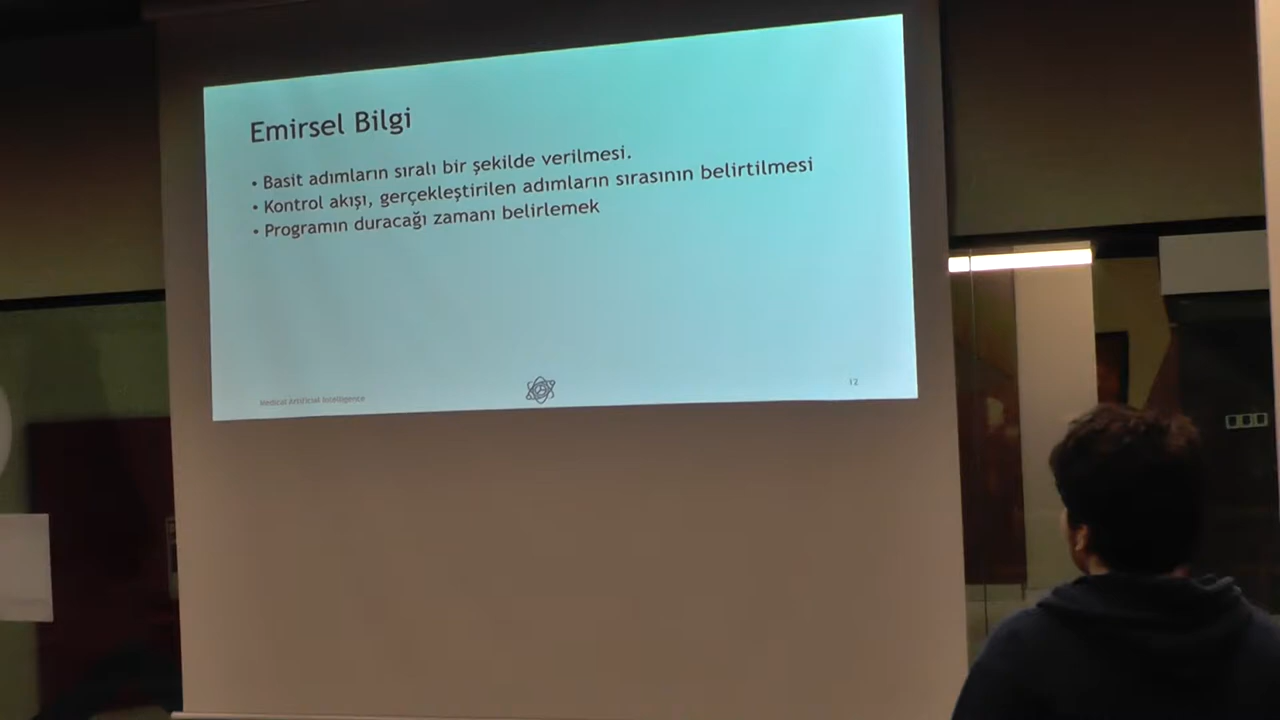 Emirsel Bilgi
• Basit adımların sıralı bir şekilde verilmesi.
• Kontrol akışı, gerçekleştirilen adımların sırasının belirtilmesi
• Programın duracağı zamanı belirlemek
Medical Artificial Intelligence
12